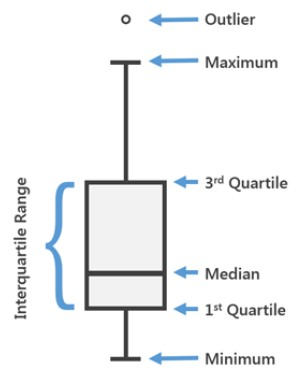 Outlier
Maximum
3rd Quartile
Interquartile Range
Median
1st Quartile
Minimum